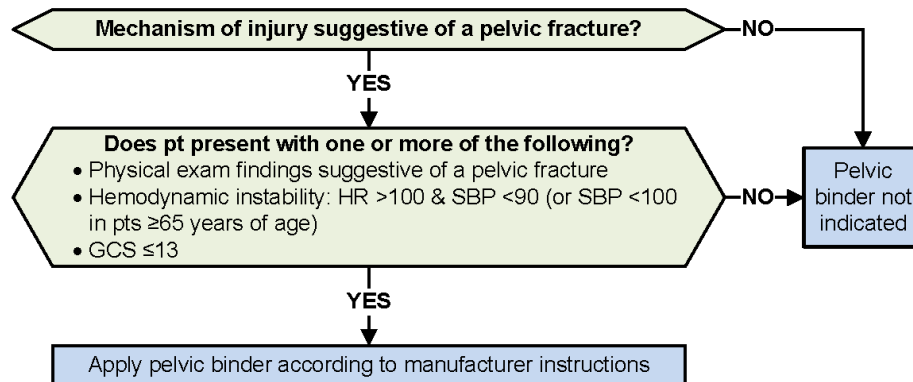 Mechanism of injury suggestive of a pelvic fracture?
NO
YES
Does pt present with one or more of the following?
• Physical exam findings suggestive of a pelvic fracture
• Hemodynamic instability: HR >100 & SBP <90 (or SBP <100
in pts ≥65 years of age)
• GCS ≤13
NO
Pelvic
binder not
indicated
YES
Apply pelvic binder according to manufacturer instructions